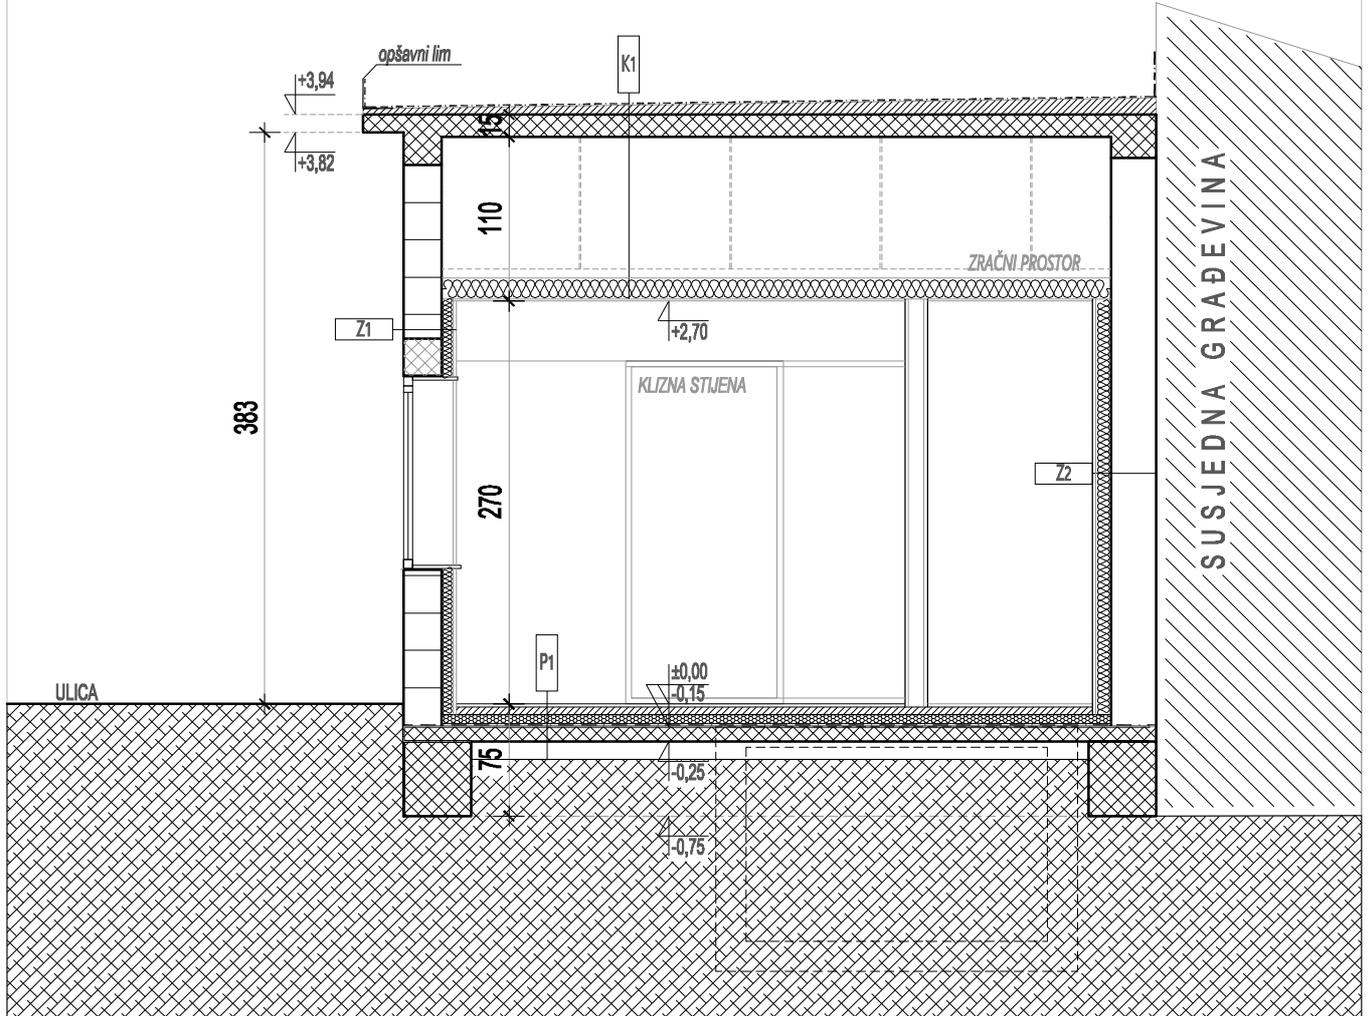 opšavni lim
K1
+3,94
15
+3,82
110
ZRAČNI PROSTOR
Z1
+2,70
KLIZNA STIJENA
383
270
Z2
SUSJEDNA GRAĐEVINA
P1
±0,00
-0,15
ULICA
75
-0,25
-0,75